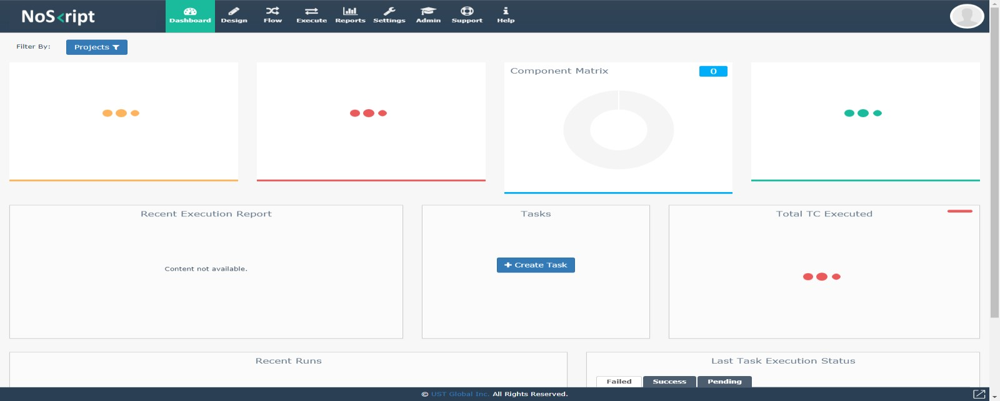 NoScript
Dashboard Design Flow Execute Reports Settings Admin Support Help
Filter By: Projects
Component Matrix 0
Recent Execution Report
Content not available.
Tasks
Create Task
Total TC Executed
Recent Runs
Last Task Execution Status
Failed Success Pending
© UST Global Inc. All Rights Reserved.